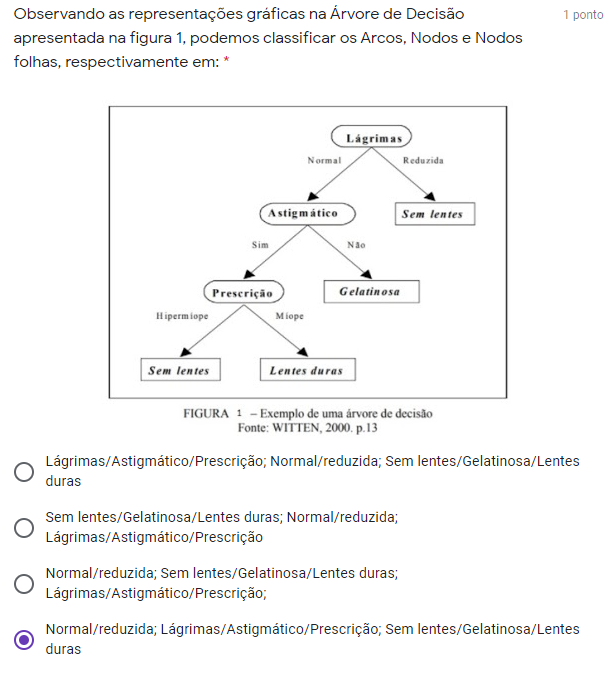 Observando as representações gráficas na Árvore de Decisão
1 ponto
apresentada na figura 1, podemos classificar os Arcos, Nodos e Nodos
folhas, respectivamente em: *
Lágrimas
Normal
Reduzida
Astigmático
Sem lentes
Sim
Não
Prescrição
Gelatinosa
Hipermíope
Miope
Sem lentes
Lentes duras
FIGURA 1 – Exemplo de uma árvore de decisão
Fonte: WITTEN, 2000. p.13
Lágrimas/Astigmático/Prescrição; Normal/reduzida; Sem lentes/Gelatinosa/Lentes
duras
Sem lentes/Gelatinosa/Lentes duras; Normal/reduzida;
Lágrimas/Astigmático/Prescrição
Normal/reduzida; Sem lentes/Gelatinosa/Lentes duras;
Lágrimas/Astigmático/Prescrição;
Normal/reduzida; Lágrimas/Astigmático/Prescrição; Sem lentes/Gelatinosa/Lentes
duras